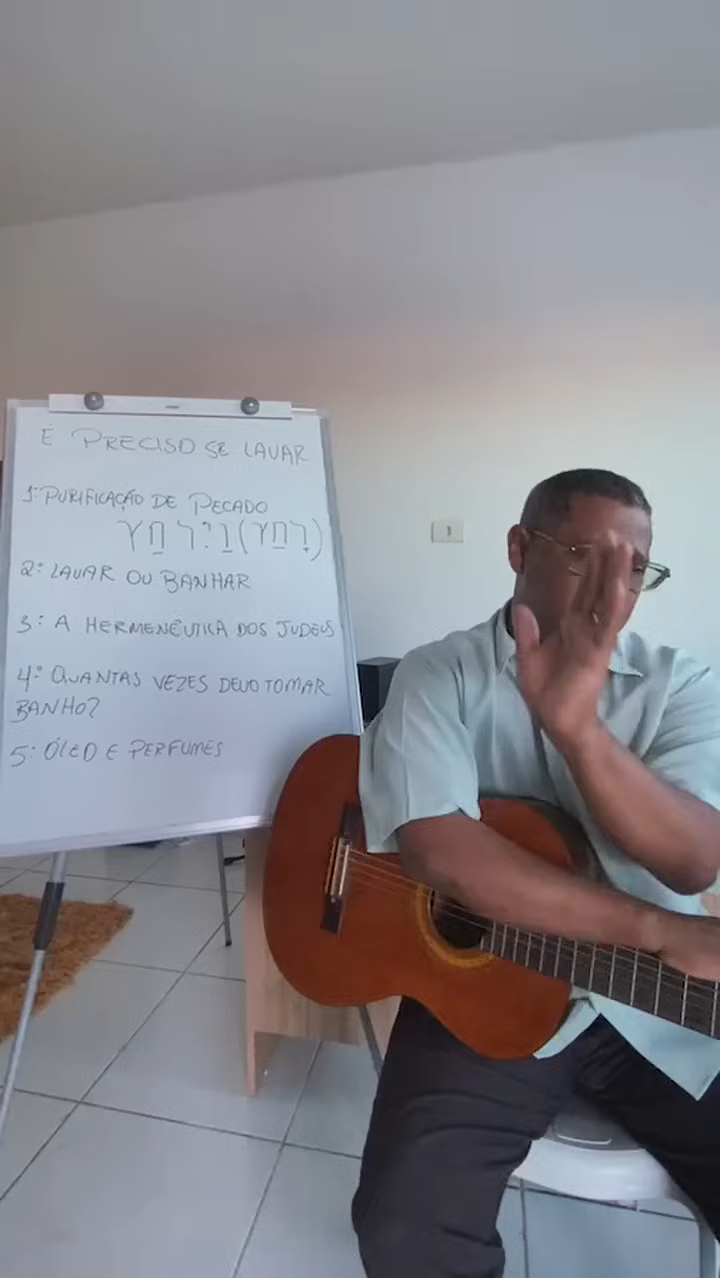 É PRECISO SE LAVAR
1º PURIFICAÇÃO DE PECADO
(רָחַץ) וַיִּרְחַץ
2º LAVAR OU BANHAR
3º A HERMENÊUTICA DOS JUDEUS
4º QUANTAS VEZES DEVO TOMAR
BANHO?
5º ÓLEO E PERFUMES